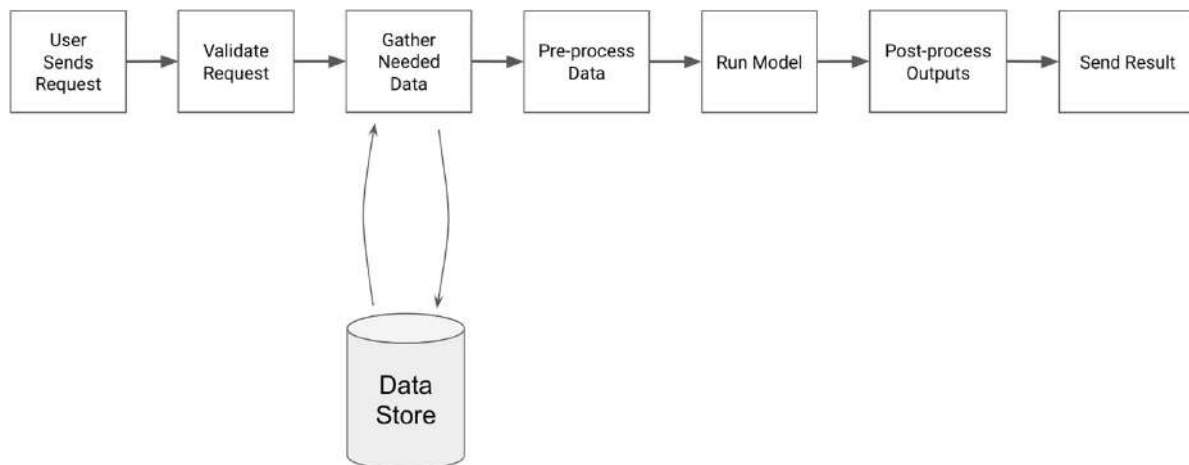 User
Sends
Request
Validate
Request
Gather
Needed
Data
Pre-process
Data
Run Model
Post-process
Outputs
Send Result
Data
Store